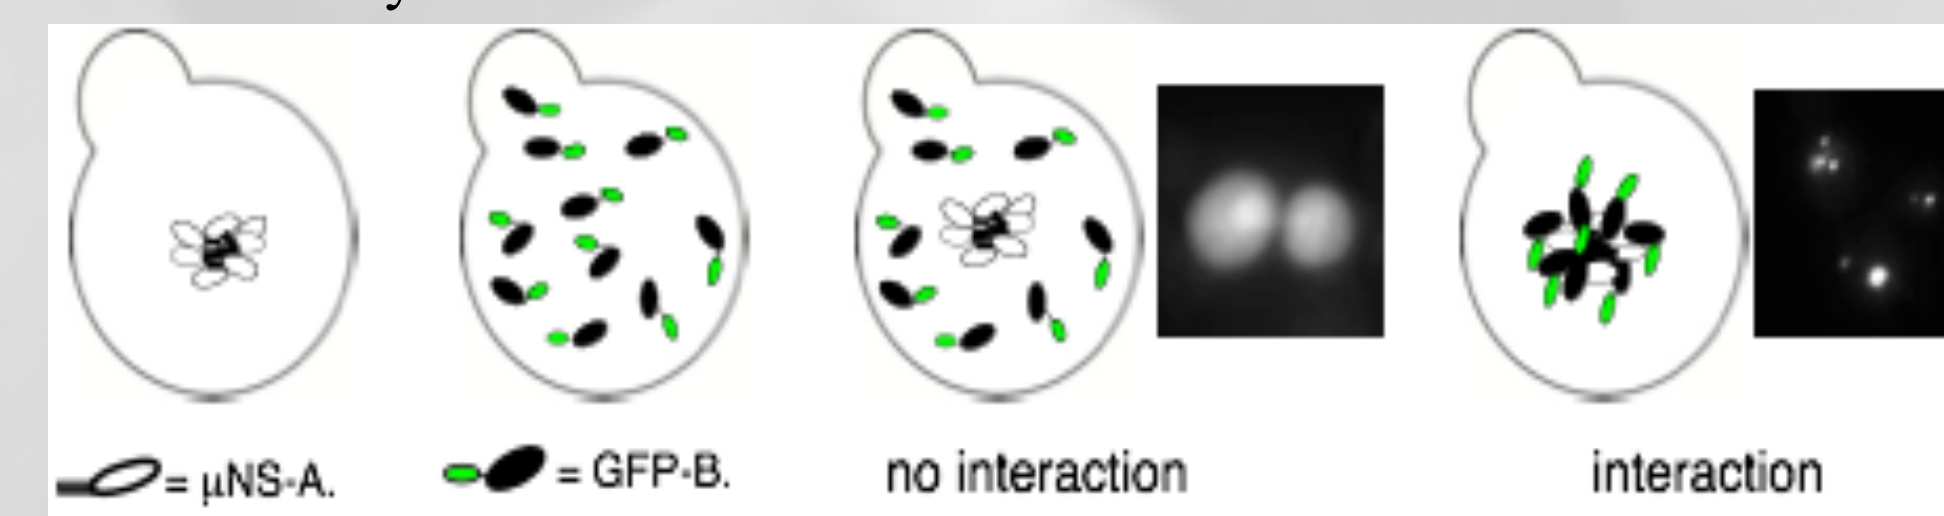 = μNS-A.
= GFP-B.
no interaction
interaction